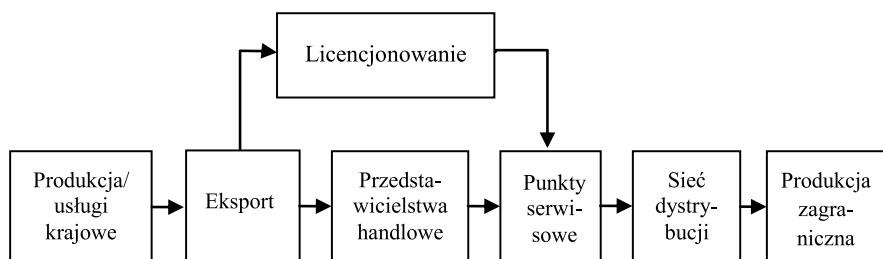 Licencjonowanie
Produkcja/
usługi
krajowe
Eksport
Przedsta-
wicielstwa
handlowe
Punkty
serwi-
sowe
Sieć
dystry-
bucji
Produkcja
zagra-
niczna